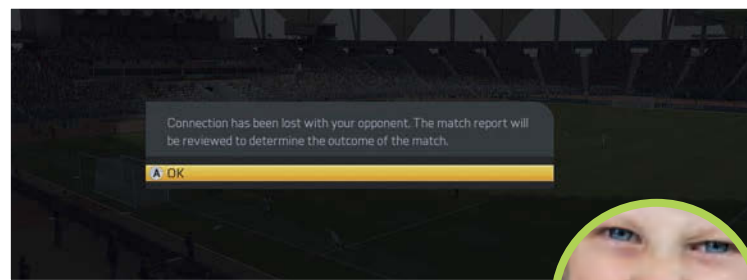 Connection has been lost with your opponent. The match report will
be reviewed to determine the outcome of the match.
A OK